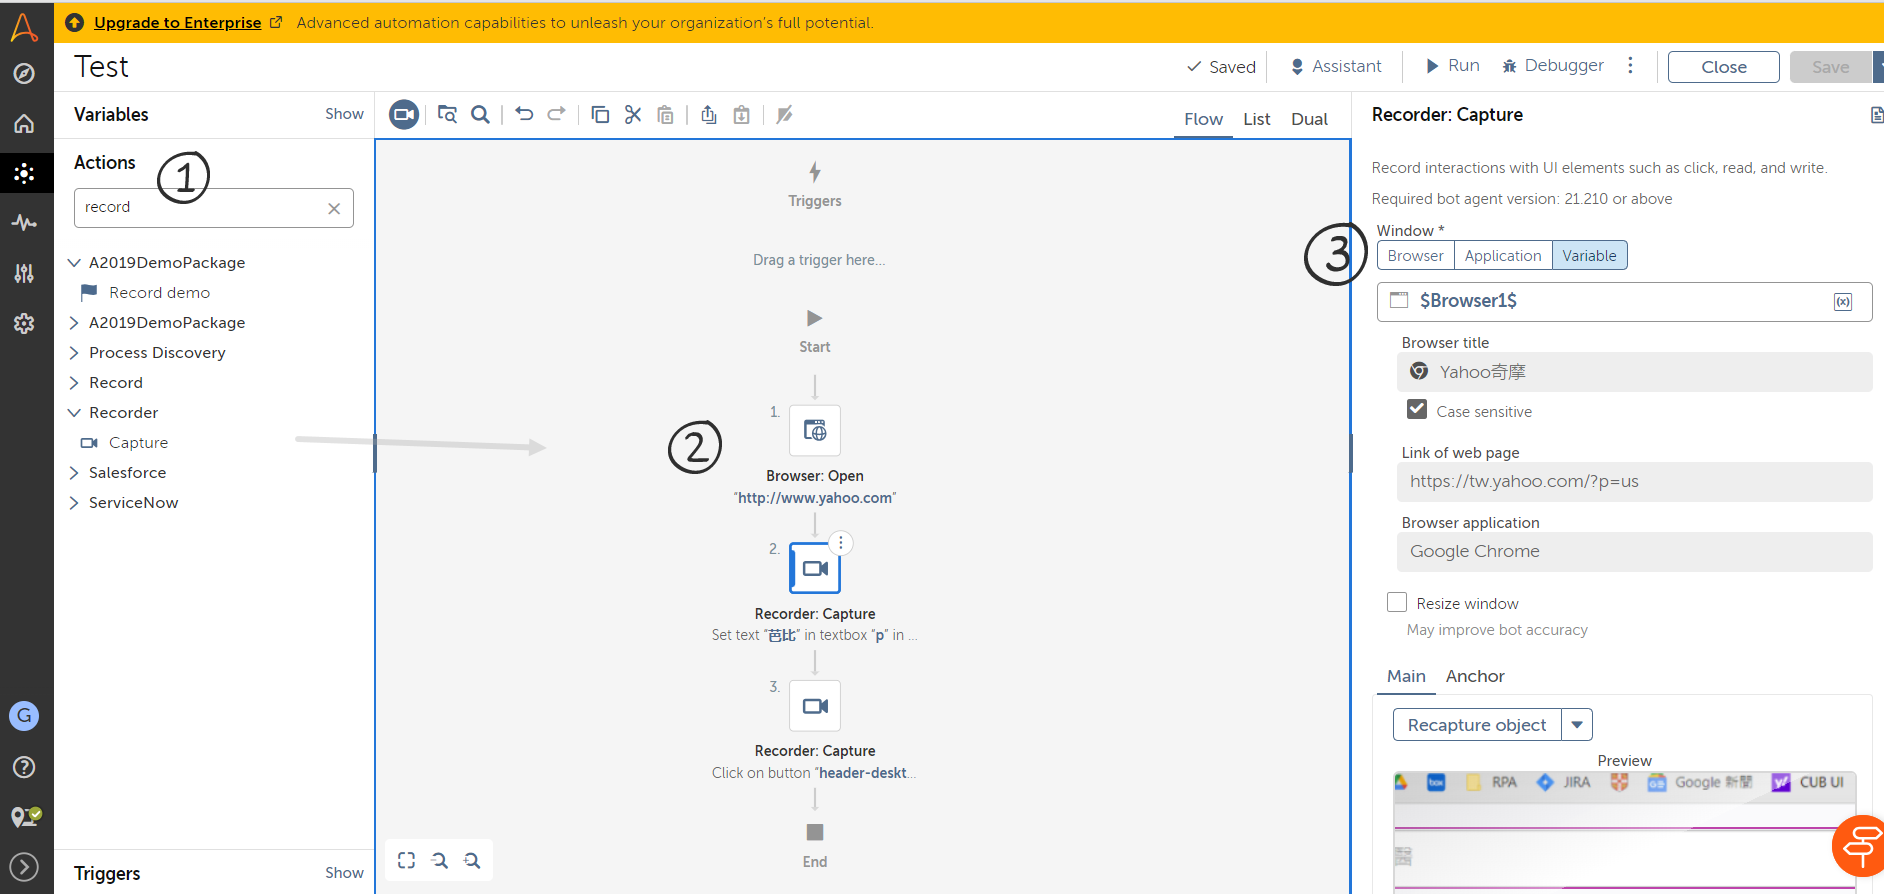 Upgrade to Enterprise Advanced automation capabilities to unleash your organization's full potential.
Test
Saved
Assistant
Run
Debugger
Close
Save
Variables
Show
Actions
1
record
A2019DemoPackage
Record demo
A2019DemoPackage
Process Discovery
Record
Recorder
Capture
Salesforce
ServiceNow
Triggers
Show
G
Flow
List
Dual
Triggers
Drag a trigger here...
Start
2
1.
Browser: Open
"http://www.yahoo.com"
2.
Recorder: Capture
Set text "芭比" in textbox "p" in ...
3.
Recorder: Capture
Click on button "header-deskt...
End
Recorder: Capture
Record interactions with UI elements such as click, read, and write.
Required bot agent version: 21.210 or above
3
Window *
Browser
Application
Variable
$Browser1$
(x)
Browser title
Yahoo奇摩
Case sensitive
Link of web page
https://tw.yahoo.com/?p=us
Browser application
Google Chrome
Resize window
May improve bot accuracy
Main
Anchor
Recapture object
Preview
box RPA JIRA Google 新聞 CUB UI